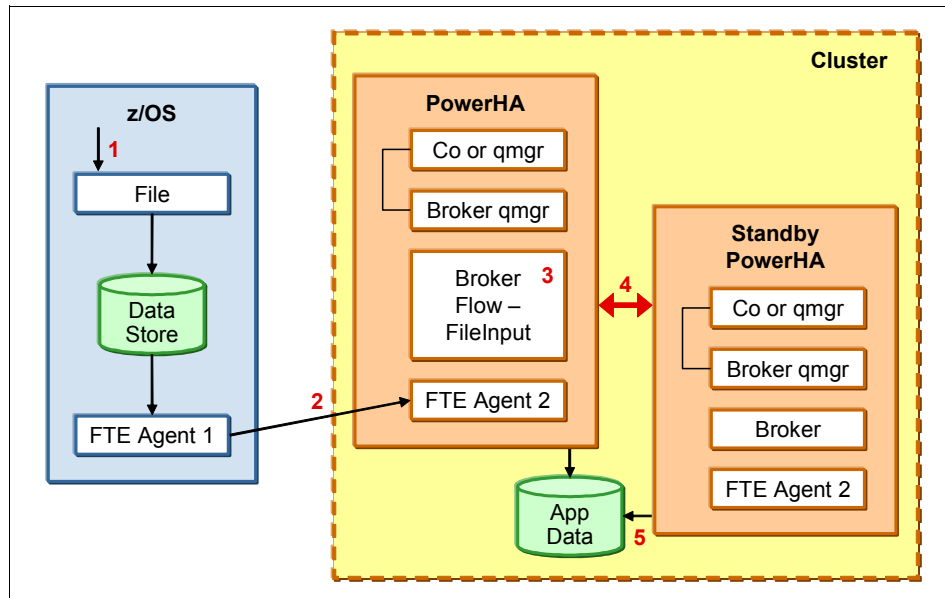 Cluster
z/OS
1
File
Data
Store
FTE Agent 1
2
PowerHA
Co or qmgr
Broker qmgr
Broker
Flow –
FileInput
3
FTE Agent 2
4
Standby
PowerHA
Co or qmgr
Broker qmgr
Broker
FTE Agent 2
App
Data
5